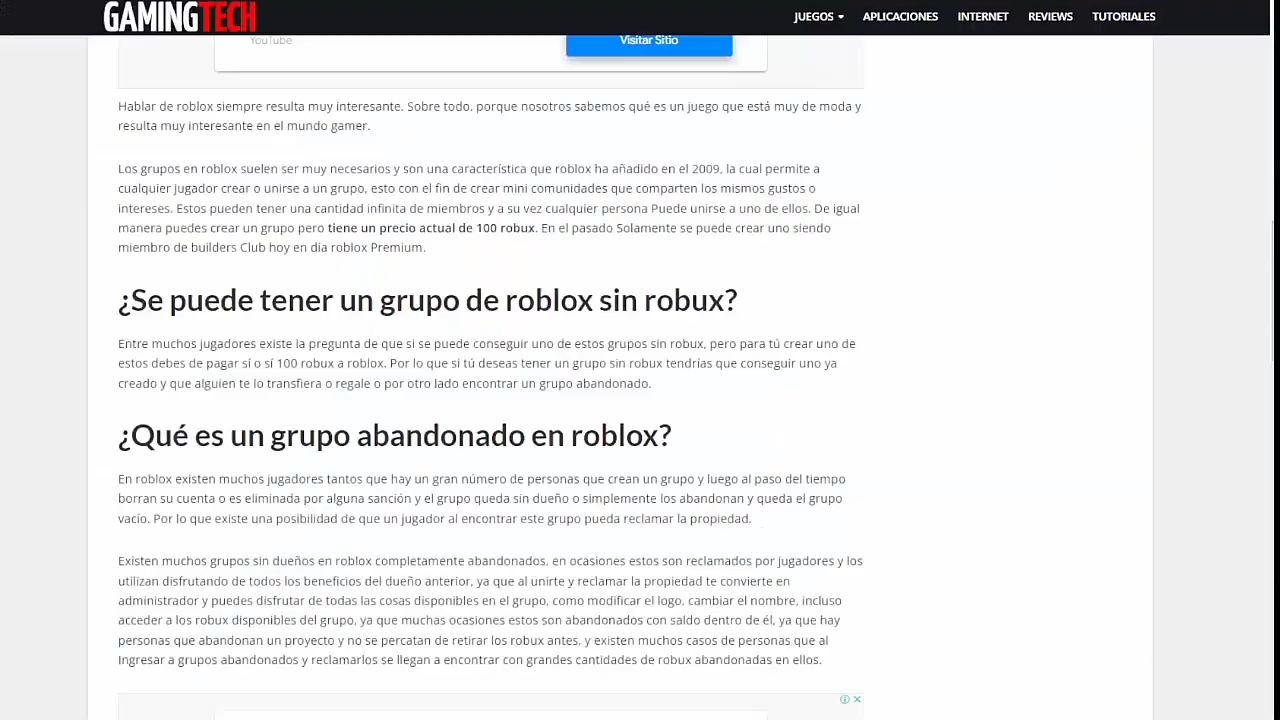 GAMINGTECH
JUEGOS APLICACIONES INTERNET REVIEWS TUTORIALES
YouTube
Visitar Sitio
Hablar de roblox siempre resulta muy interesante. Sobre todo, porque nosotros sabemos qué es un juego que está muy de moda y
resulta muy interesante en el mundo gamer.
Los grupos en roblox suelen ser muy necesarios y son una característica que roblox ha añadido en el 2009, la cual permite a
cualquier jugador crear o unirse a un grupo, esto con el fin de crear mini comunidades que comparten los mismos gustos o
intereses. Estos pueden tener una cantidad infinita de miembros y a su vez cualquier persona Puede unirse a uno de ellos. De igual
manera puedes crear un grupo pero tiene un precio actual de 100 robux. En el pasado Solamente se puede crear uno siendo
miembro de builders Club hoy en día roblox Premium.
¿Se puede tener un grupo de roblox sin robux?
Entre muchos jugadores existe la pregunta de que si se puede conseguir uno de estos grupos sin robux, pero para tú crear uno de
estos debes de pagar sí o sí 100 robux a roblox. Por lo que si tú deseas tener un grupo sin robux tendrías que conseguir uno ya
creado y que alguien te lo transfiera o regale o por otro lado encontrar un grupo abandonado.
¿Qué es un grupo abandonado en roblox?
En roblox existen muchos jugadores tantos que hay un gran número de personas que crean un grupo y luego al paso del tiempo
borran su cuenta o es eliminada por alguna sanción y el grupo queda sin dueño o simplemente los abandonan y queda el grupo
vacío. Por lo que existe una posibilidad de que un jugador al encontrar este grupo pueda reclamar la propiedad.
Existen muchos grupos sin dueños en roblox completamente abandonados, en ocasiones estos son reclamados por jugadores y los
utilizan disfrutando de todos los beneficios del dueño anterior, ya que al unirte y reclamar la propiedad te convierte en
administrador y puedes disfrutar de todas las cosas disponibles en el grupo, como modificar el logo, cambiar el nombre, incluso
acceder a los robux disponibles del grupo, ya que muchas ocasiones estos son abandonados con saldo dentro de él, ya que hay
personas que abandonan un proyecto y no se percatan de retirar los robux antes, y existen muchos casos de personas que al
Ingresar a grupos abandonados y reclamarlos se llegan a encontrar con grandes cantidades de robux abandonadas en ellos.